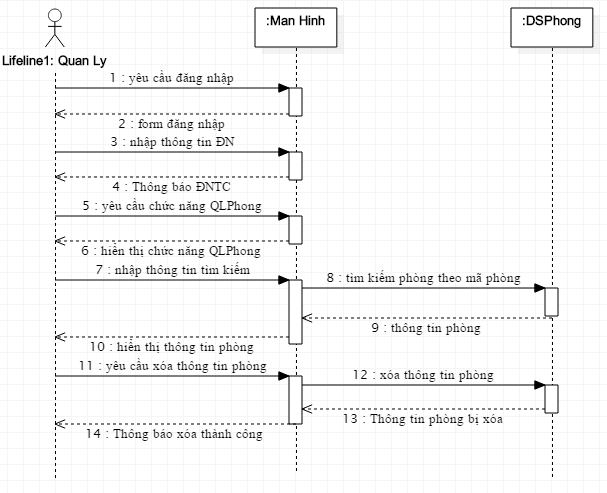 :Man Hinh
:DSPhong
Lifeline1: Quan Ly
1 : yêu cầu đăng nhập
2 : form đăng nhập
3 : nhập thông tin ĐN
4 : Thông báo ĐNTC
5 : yêu cầu chức năng QLPhong
6 : hiển thị chức năng QLPhong
7 : nhập thông tin tìm kiếm
8 : tìm kiếm phòng theo mã phòng
9 : thông tin phòng
10 : hiển thị thông tin phòng
11 : yêu cầu xóa thông tin phòng
12 : xóa thông tin phòng
13 : Thông tin phòng bị xóa
14 : Thông báo xóa thành công